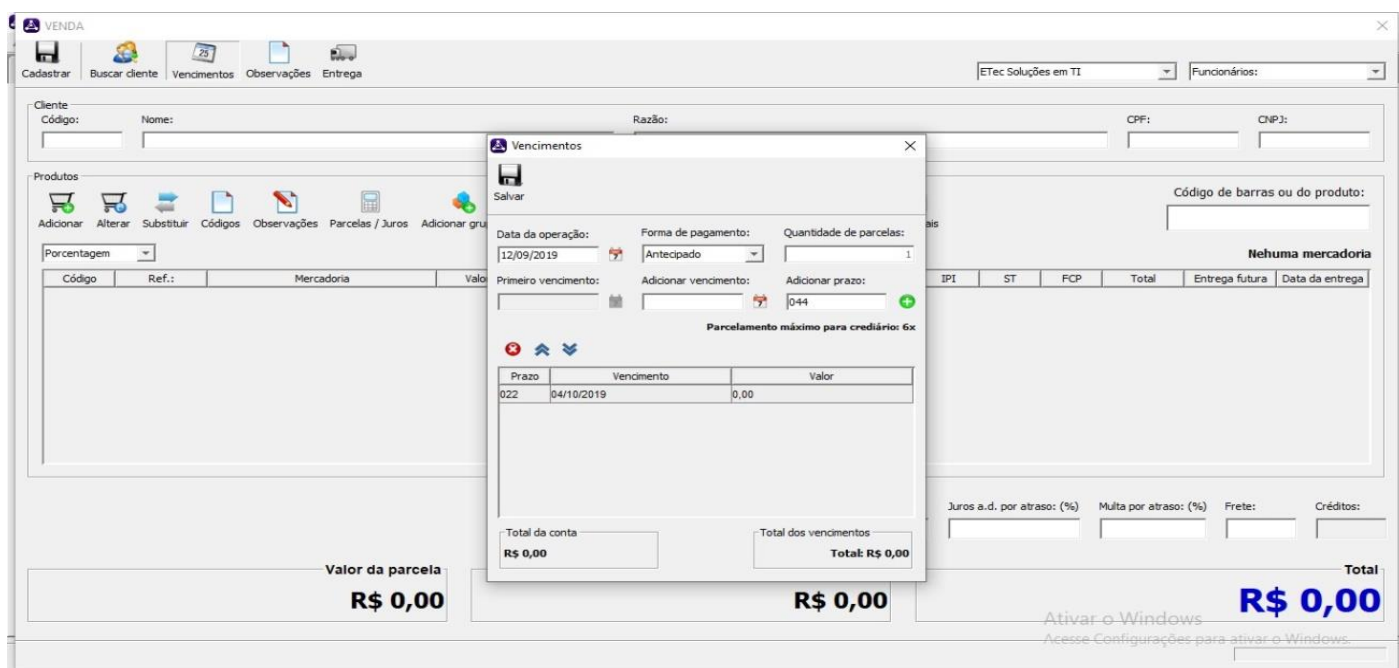 VENDA
Cadastrar Buscar cliente Vencimentos Observações Entrega
25
ETec Soluções em TI Funcionários:
Cliente
Código: Nome: Razão: CPF: CNPJ:
Produtos
Adicionar Alterar Substituir Códigos Observações Parcelas / Juros Adicionar gru
ais
Código de barras ou do produto:
Porcentagem
Nehuma mercadoria
Código Ref.: Mercadoria Valo IPI ST FCP Total Entrega futura Data da entrega
Vencimentos
Salvar
Data da operação: Forma de pagamento: Quantidade de parcelas:
12/09/2019 Antecipado 1
Primeiro vencimento: Adicionar vencimento: Adicionar prazo:
044
Parcelamento máximo para crediário: 6x
Prazo Vencimento Valor
022 04/10/2019 0,00
Total da conta Total dos vencimentos
R$ 0,00 Total: R$ 0,00
Juros a.d. por atraso: (%) Multa por atraso: (%) Frete: Créditos:
Valor da parcela Total
R$ 0,00 R$ 0,00 R$ 0,00
Ativar o Windows
Acesse Configurações para ativar o Windows.